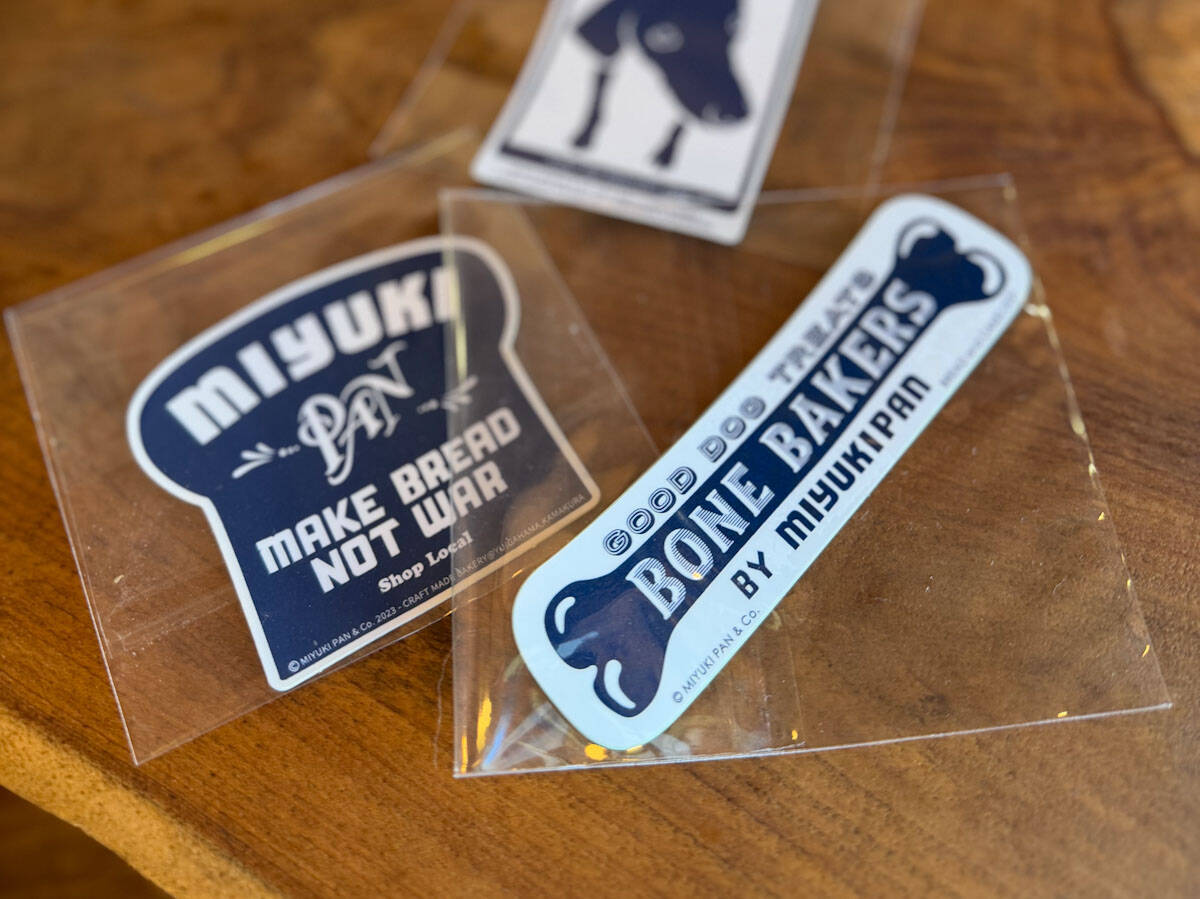 MIYUKI
PAN
MAKE BREAD
NOT WAR
Shop Local
© MIYUKI PAN & Co. 2023 - CRAFT MADE BAKERY@YUIGAHAMA.KAMAKURA
GOOD DOG TREATS
BONE BAKERS
BY MIYUKIPAN
© MIYUKI PAN & Co.